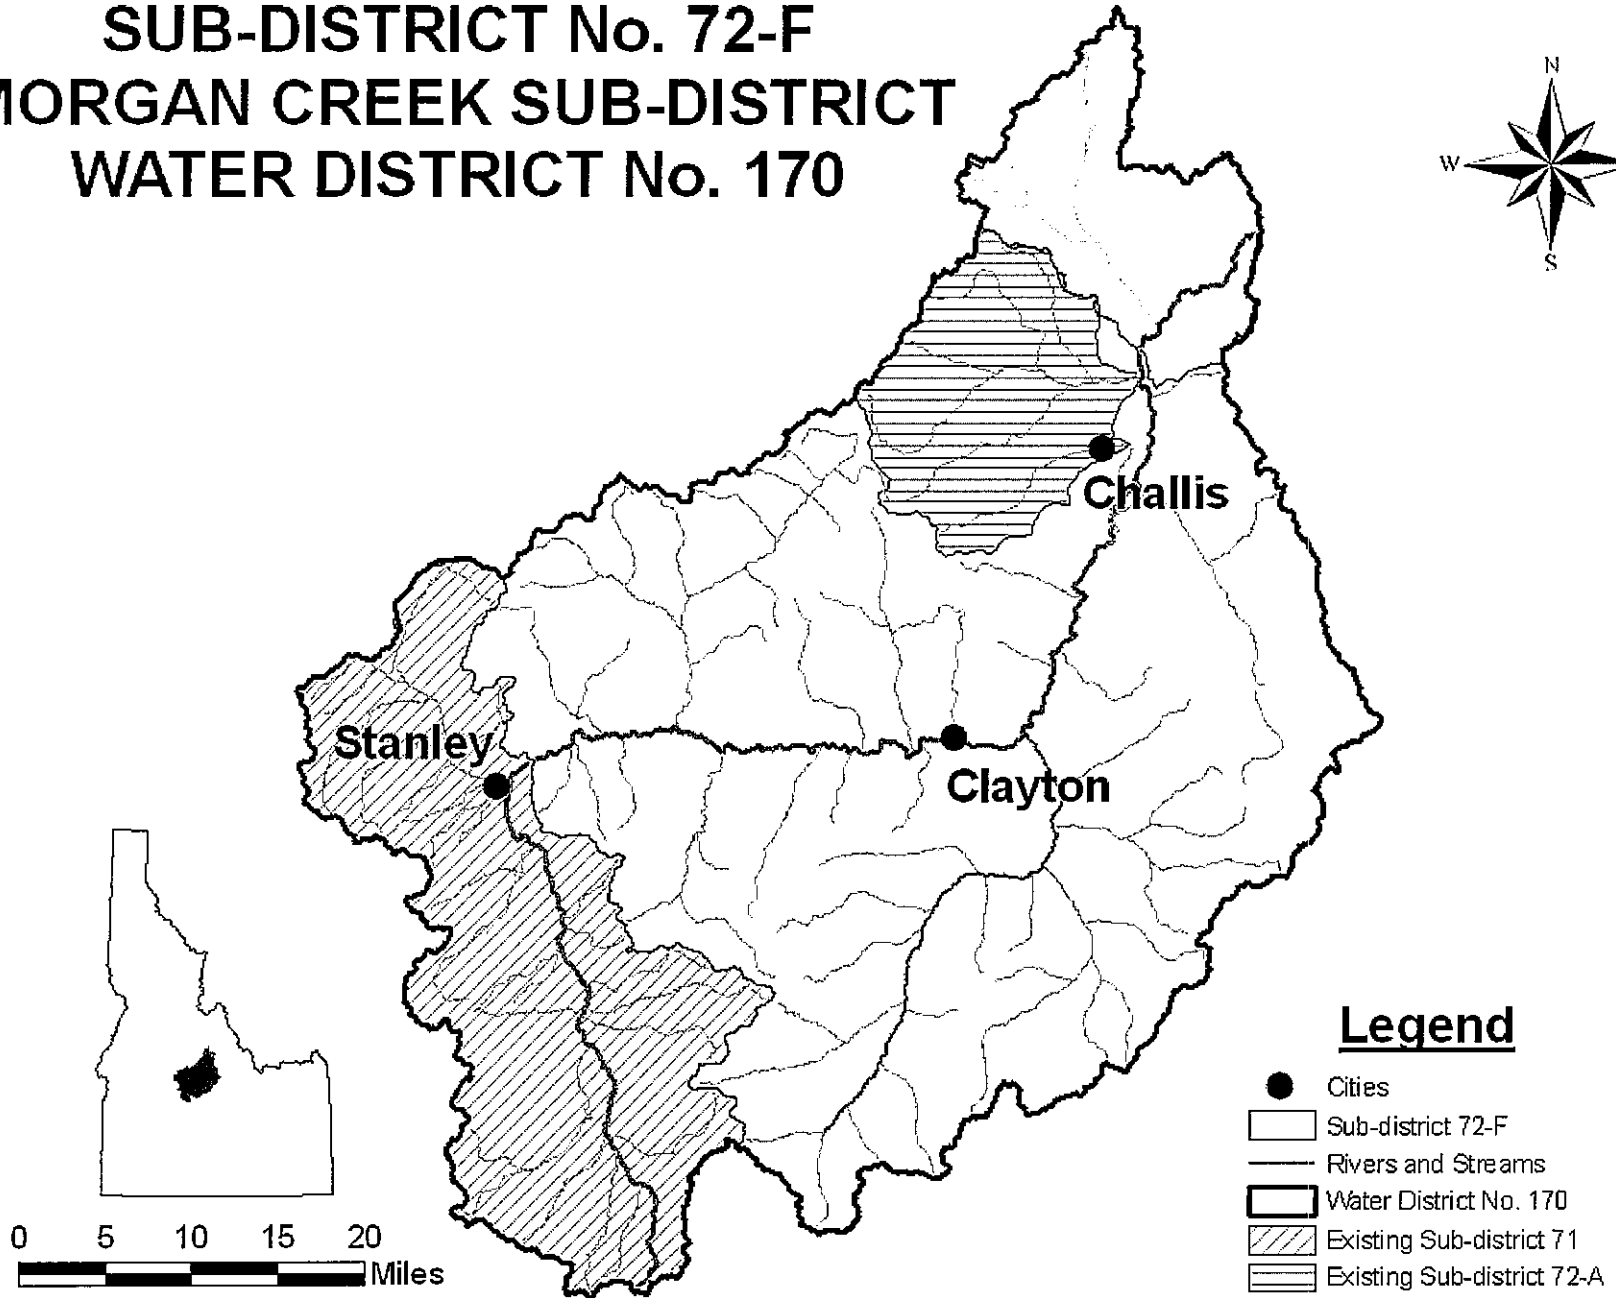 SUB-DISTRICT No. 72-F
MORGAN CREEK SUB-DISTRICT
WATER DISTRICT No. 170
N
W
S
Challis
Stanley
Clayton
Legend
Cities
Sub-district 72-F
Rivers and Streams
Water District No. 170
Existing Sub-district 71
Existing Sub-district 72-A
0 5 10 15 20
Miles